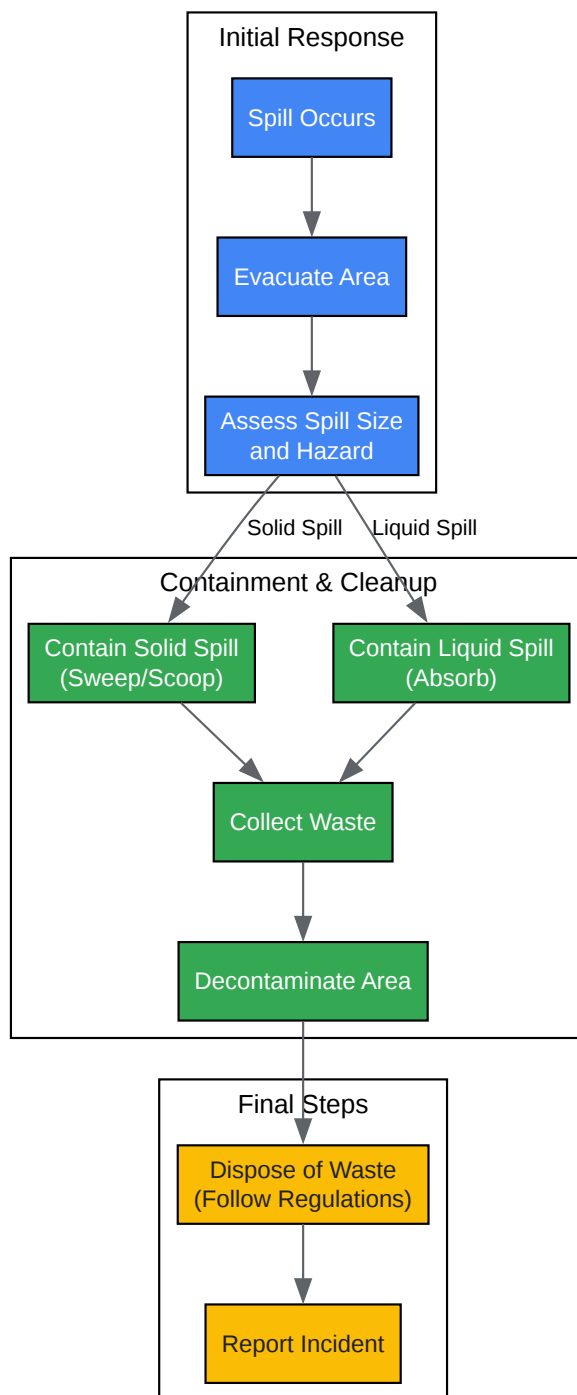 Initial Response
Spill Occurs
Evacuate Area
Assess Spill Size
and Hazard
Solid Spill
Liquid Spill
Containment & Cleanup
Contain Solid Spill
(Sweep/Scoop)
Contain Liquid Spill
(Absorb)
Collect Waste
Decontaminate Area
Final Steps
Dispose of Waste
(Follow Regulations)
Report Incident